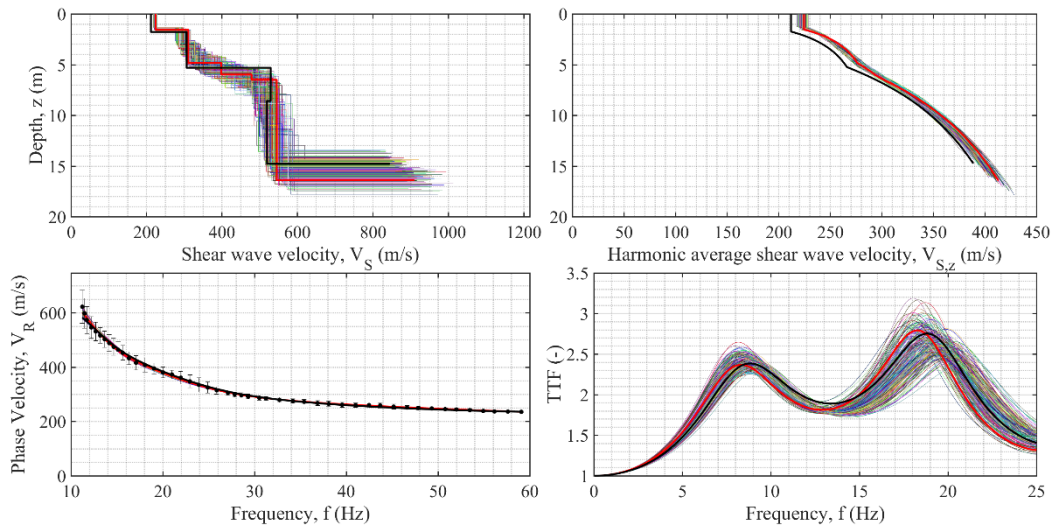 0
5
10
15
20
Depth, z (m)
0 200 400 600 800 1000 1200
Shear wave velocity, V_S (m/s)
0
5
10
15
20
0 50 100 150 200 250 300 350 400 450
Harmonic average shear wave velocity, V_S,z (m/s)
600
400
200
0
Phase Velocity, V_R (m/s)
10 20 30 40 50 60
Frequency, f (Hz)
3.5
3
2.5
2
1.5
1
TTF (-)
0 5 10 15 20 25
Frequency, f (Hz)